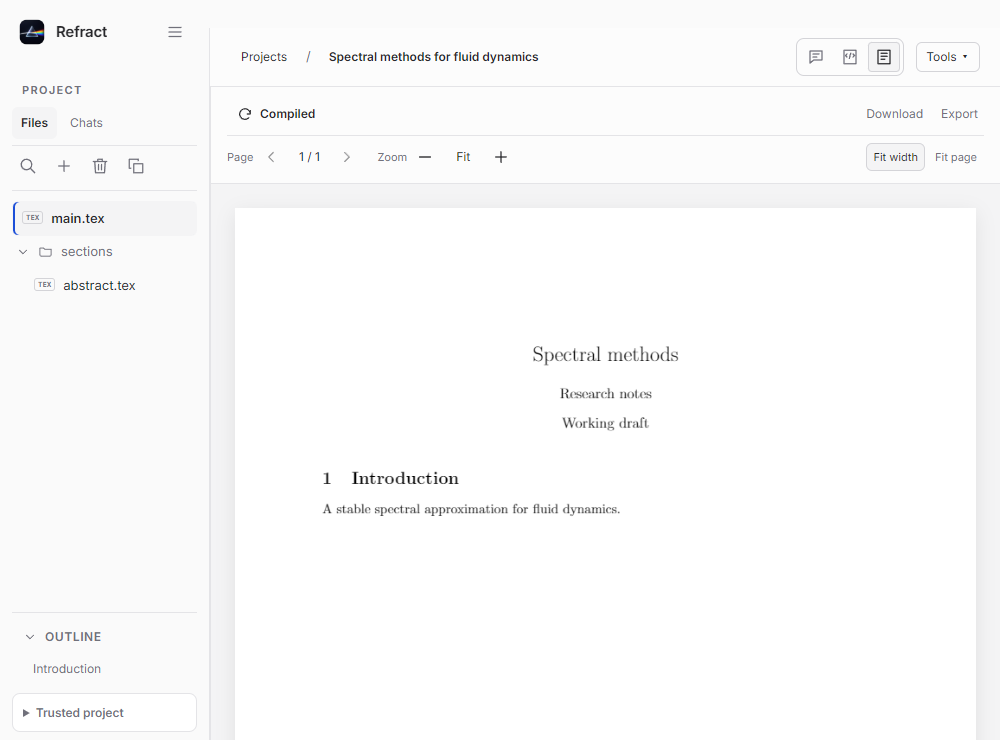 Refract
PROJECT
Files Chats
TEX main.tex
sections
TEX abstract.tex
OUTLINE
Introduction
Trusted project
Projects / Spectral methods for fluid dynamics
Tools
Compiled
Download Export
Page 1 / 1 Zoom Fit
Fit width Fit page
Spectral methods
Research notes
Working draft
1 Introduction
A stable spectral approximation for fluid dynamics.